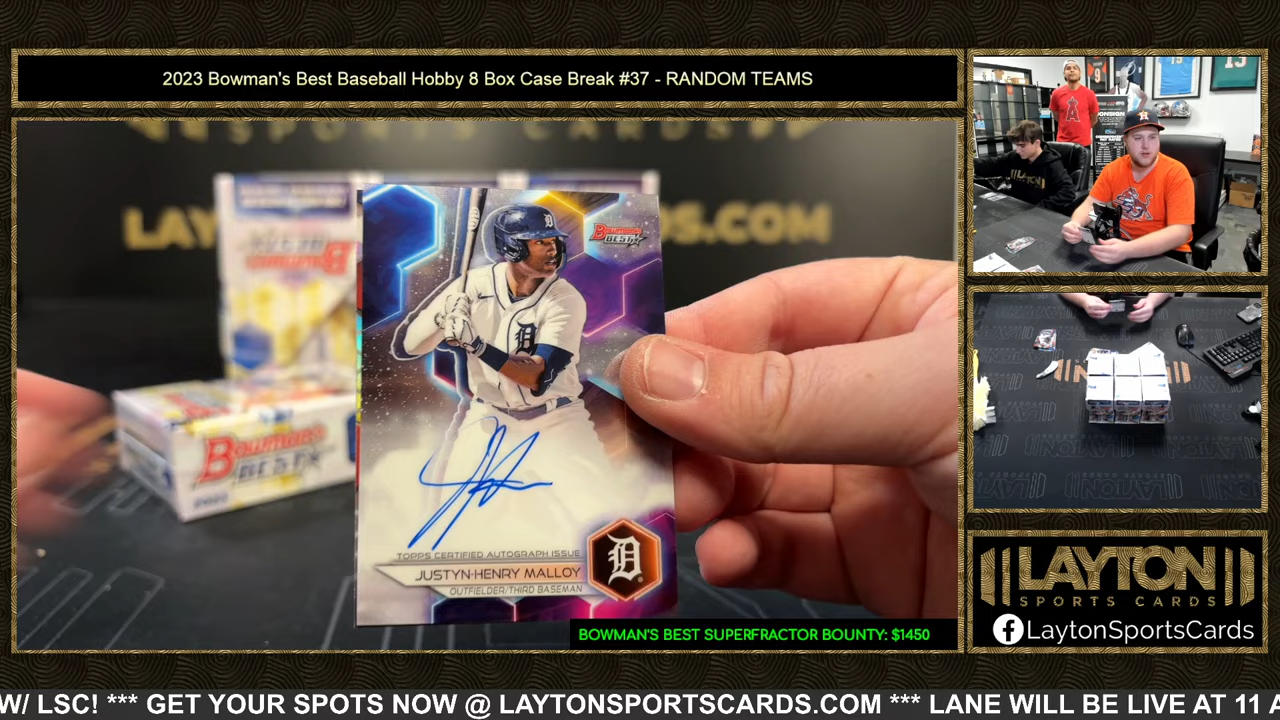 2023 Bowman's Best Baseball Hobby 8 Box Case Break #37 - RANDOM TEAMS
BOWMAN'S
BEST
TOPPS CERTIFIED AUTOGRAPH ISSUE
JUSTYN-HENRY MALLOY
OUTFIELDER/THIRD BASEMAN
BOWMAN'S
BEST
BOWMAN'S BEST SUPERFRACTOR BOUNTY: $1450
LAYTON
SPORTS CARDS
LaytonSportsCards
W/ LSC! *** GET YOUR SPOTS NOW @ LAYTONSPORTSCARDS.COM *** LANE WILL BE LIVE AT 11 A